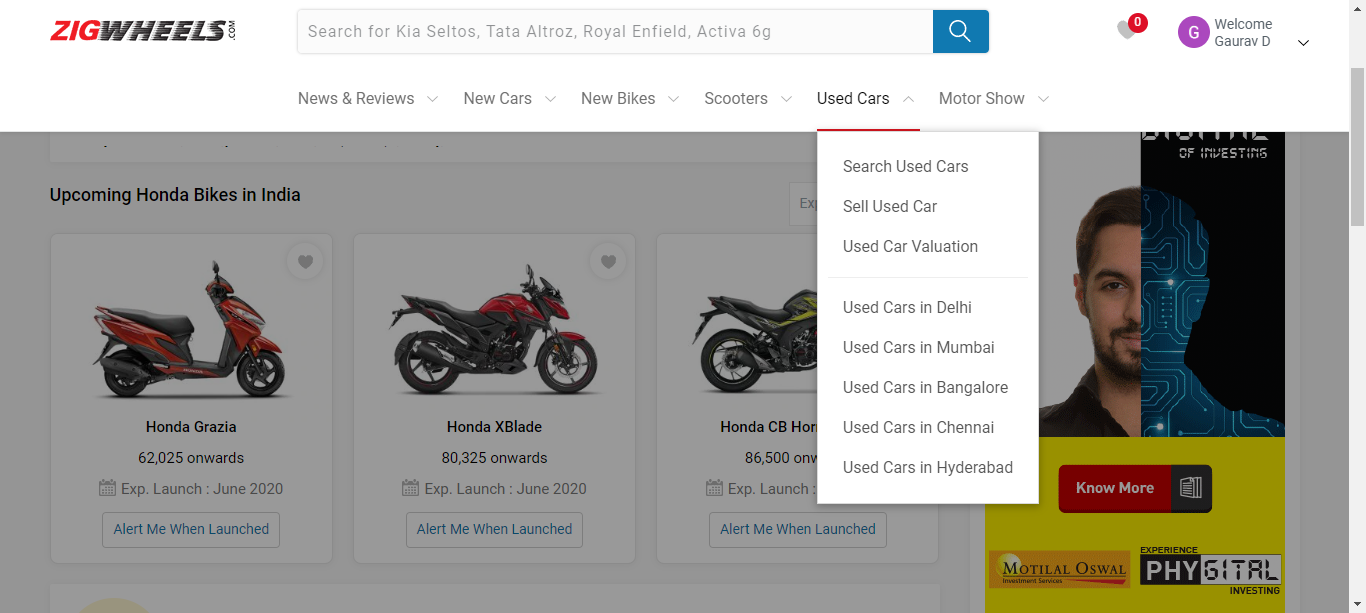 ZIGWHEELS.COM
Search for Kia Seltos, Tata Altroz, Royal Enfield, Activa 6g
0
G
Welcome
Gaurav D
News & Reviews
New Cars
New Bikes
Scooters
Used Cars
Motor Show
Search Used Cars
Sell Used Car
Used Car Valuation
Used Cars in Delhi
Used Cars in Mumbai
Used Cars in Bangalore
Used Cars in Chennai
Used Cars in Hyderabad
Upcoming Honda Bikes in India
Exp
Honda Grazia
62,025 onwards
Exp. Launch : June 2020
Alert Me When Launched
Honda XBlade
80,325 onwards
Exp. Launch : June 2020
Alert Me When Launched
Honda CB Hor
86,500 onw
Exp. Launch :
Alert Me When Launched
DIGITAL
OF INVESTING
Know More
MOTILAL OSWAL
Investment Services
EXPERIENCE
PHYGITAL
INVESTING